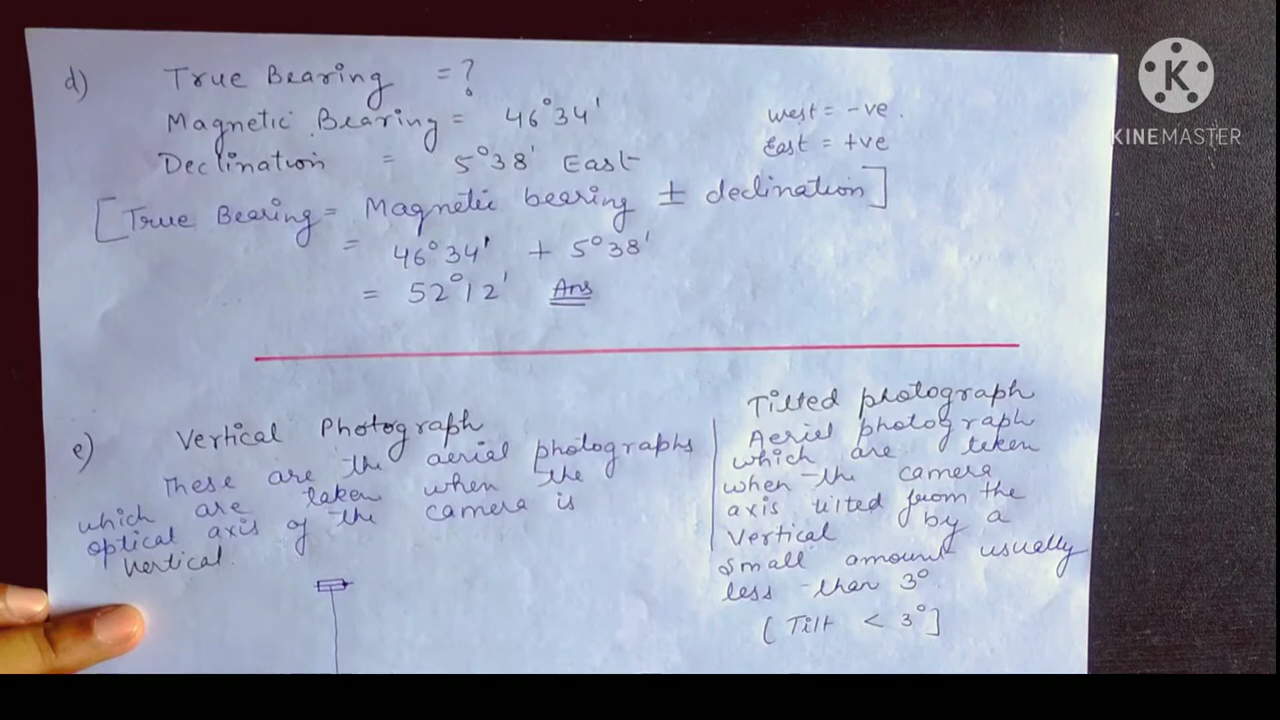 d) True Bearing = ?
Magnetic Bearing = 46°34'
Declination = 5°38' East
west = -ve.
East = +ve
[True Bearing = Magnetic bearing ± declination]
= 46°34' + 5°38'
= 52°12' Ans
e) Vertical Photograph
These are the aerial photographs
which are taken when the
optical axis of the camera is
Vertical.
Tilted photograph
Aeriel photograph
which are taken
when the camera
axis tilted from the
Vertical by a
small amount usually
less than 3°.
(Tilt < 3°]
K
KINEMASTER